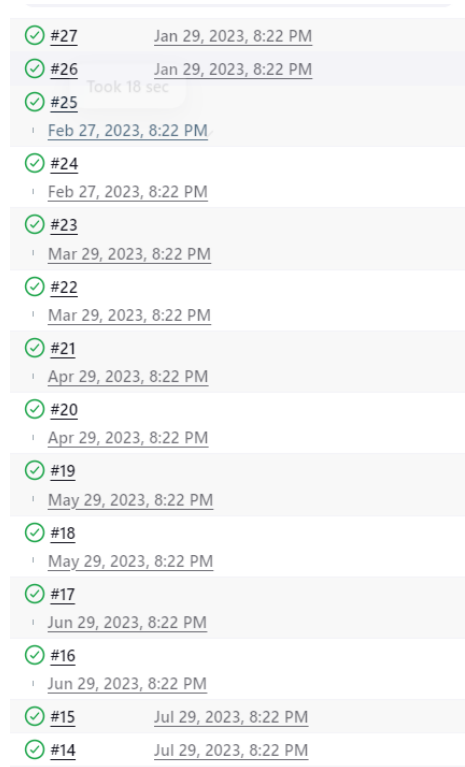 #27 Jan 29, 2023, 8:22 PM
#26 Jan 29, 2023, 8:22 PM
Took 18 sec
#25
Feb 27, 2023, 8:22 PM
#24
Feb 27, 2023, 8:22 PM
#23
Mar 29, 2023, 8:22 PM
#22
Mar 29, 2023, 8:22 PM
#21
Apr 29, 2023, 8:22 PM
#20
Apr 29, 2023, 8:22 PM
#19
May 29, 2023, 8:22 PM
#18
May 29, 2023, 8:22 PM
#17
Jun 29, 2023, 8:22 PM
#16
Jun 29, 2023, 8:22 PM
#15 Jul 29, 2023, 8:22 PM
#14 Jul 29, 2023, 8:22 PM